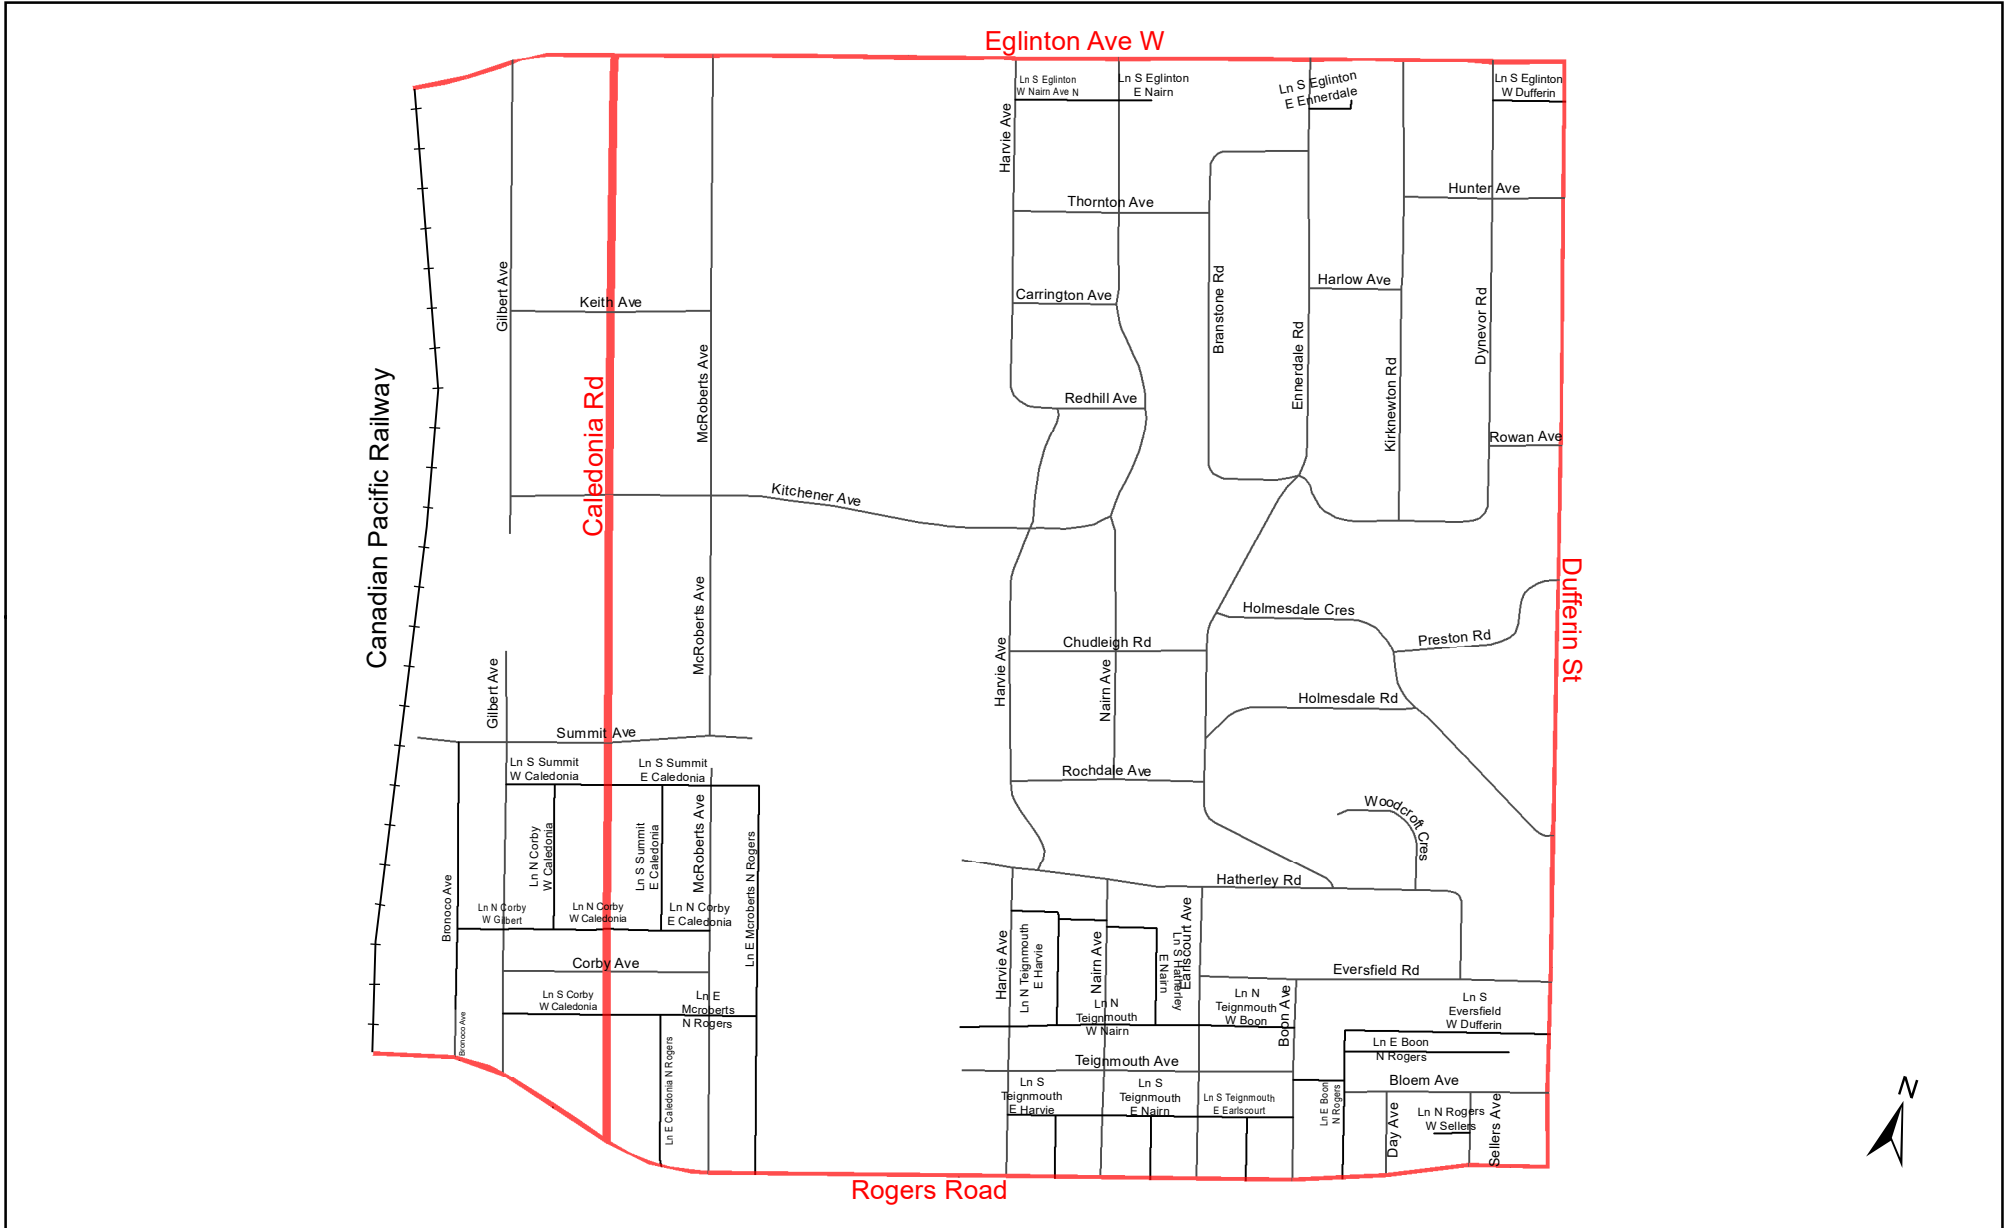 Eglinton Ave W
Ln S Eglinton
W Nairn Ave N
Ln S Eglinton
E Nairn
Ln S Eglinton
E Ennerdale
Ln S Eglinton
W Dufferin
Harvie Ave
Hunter Ave
Thornton Ave
Gilbert Ave
Keith Ave
Carrington Ave
Branstone Rd
Harlow Ave
Dynevor Rd
Ennerdale Rd
Kirknewton Rd
McRoberts Ave
Caledonia Rd
Canadian Pacific Railway
Redhill Ave
Rowan Ave
Kitchener Ave
Dufferin St
McRoberts Ave
Holmesdale Cres
Preston Rd
Chudleigh Rd
Harvie Ave
Nairn Ave
Gilbert Ave
Holmesdale Rd
Summit Ave
Ln S Summit
W Caledonia
Ln S Summit
E Caledonia
Rochdale Ave
Woodcroft Cres
Ln N Corby
W Caledonia
Ln S Summit
E Caledonia
McRoberts Ave
Ln E Mcroberts N Rogers
Hatherley Rd
Bronoco Ave
Ln N Corby
W Gilbert
Ln N Corby
W Caledonia
Ln N Corby
E Caledonia
Harvie Ave
Ln N Teignmouth
E Harvie
Nairn Ave
Ln S Hatherley
E Nairn
Earlscourt Ave
Corby Ave
Eversfield Rd
Ln S Corby
W Caledonia
Ln E
Mcroberts
N Rogers
Ln N
Teignmouth
W Nairn
Ln N
Teignmouth
W Boon
Boon Ave
Ln S
Eversfield
W Dufferin
Bronoco Ave
Ln E Caledonia N Rogers
Ln E Boon
N Rogers
Teignmouth Ave
Bloem Ave
Ln S
Teignmouth
E Harvie
Ln S
Teignmouth
E Nairn
Ln S Teignmouth
E Earlscourt
Ln E Boon
N Rogers
Day Ave
Ln N Rogers
W Sellers
Sellers Ave
Rogers Road
N